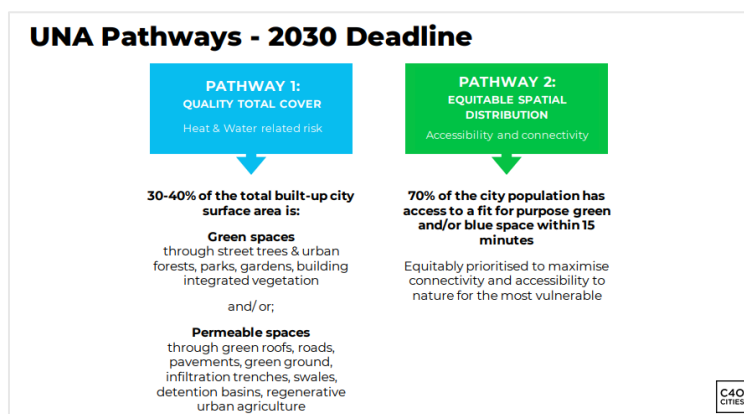 UNA Pathways - 2030 Deadline
PATHWAY 1:
QUALITY TOTAL COVER
Heat & Water related risk
30-40% of the total built-up city
surface area is:
Green spaces
through street trees & urban
forests, parks, gardens, building
integrated vegetation
and/ or;
Permeable spaces
through green roofs, roads,
pavements, green ground,
infiltration trenches, swales,
detention basins, regenerative
urban agriculture
PATHWAY 2:
EQUITABLE SPATIAL
DISTRIBUTION
Accessibility and connectivity
70% of the city population has
access to a fit for purpose green
and/or blue space within 15
minutes
Equitably prioritised to maximise
connectivity and accessibility to
nature for the most vulnerable
C40
CITIES